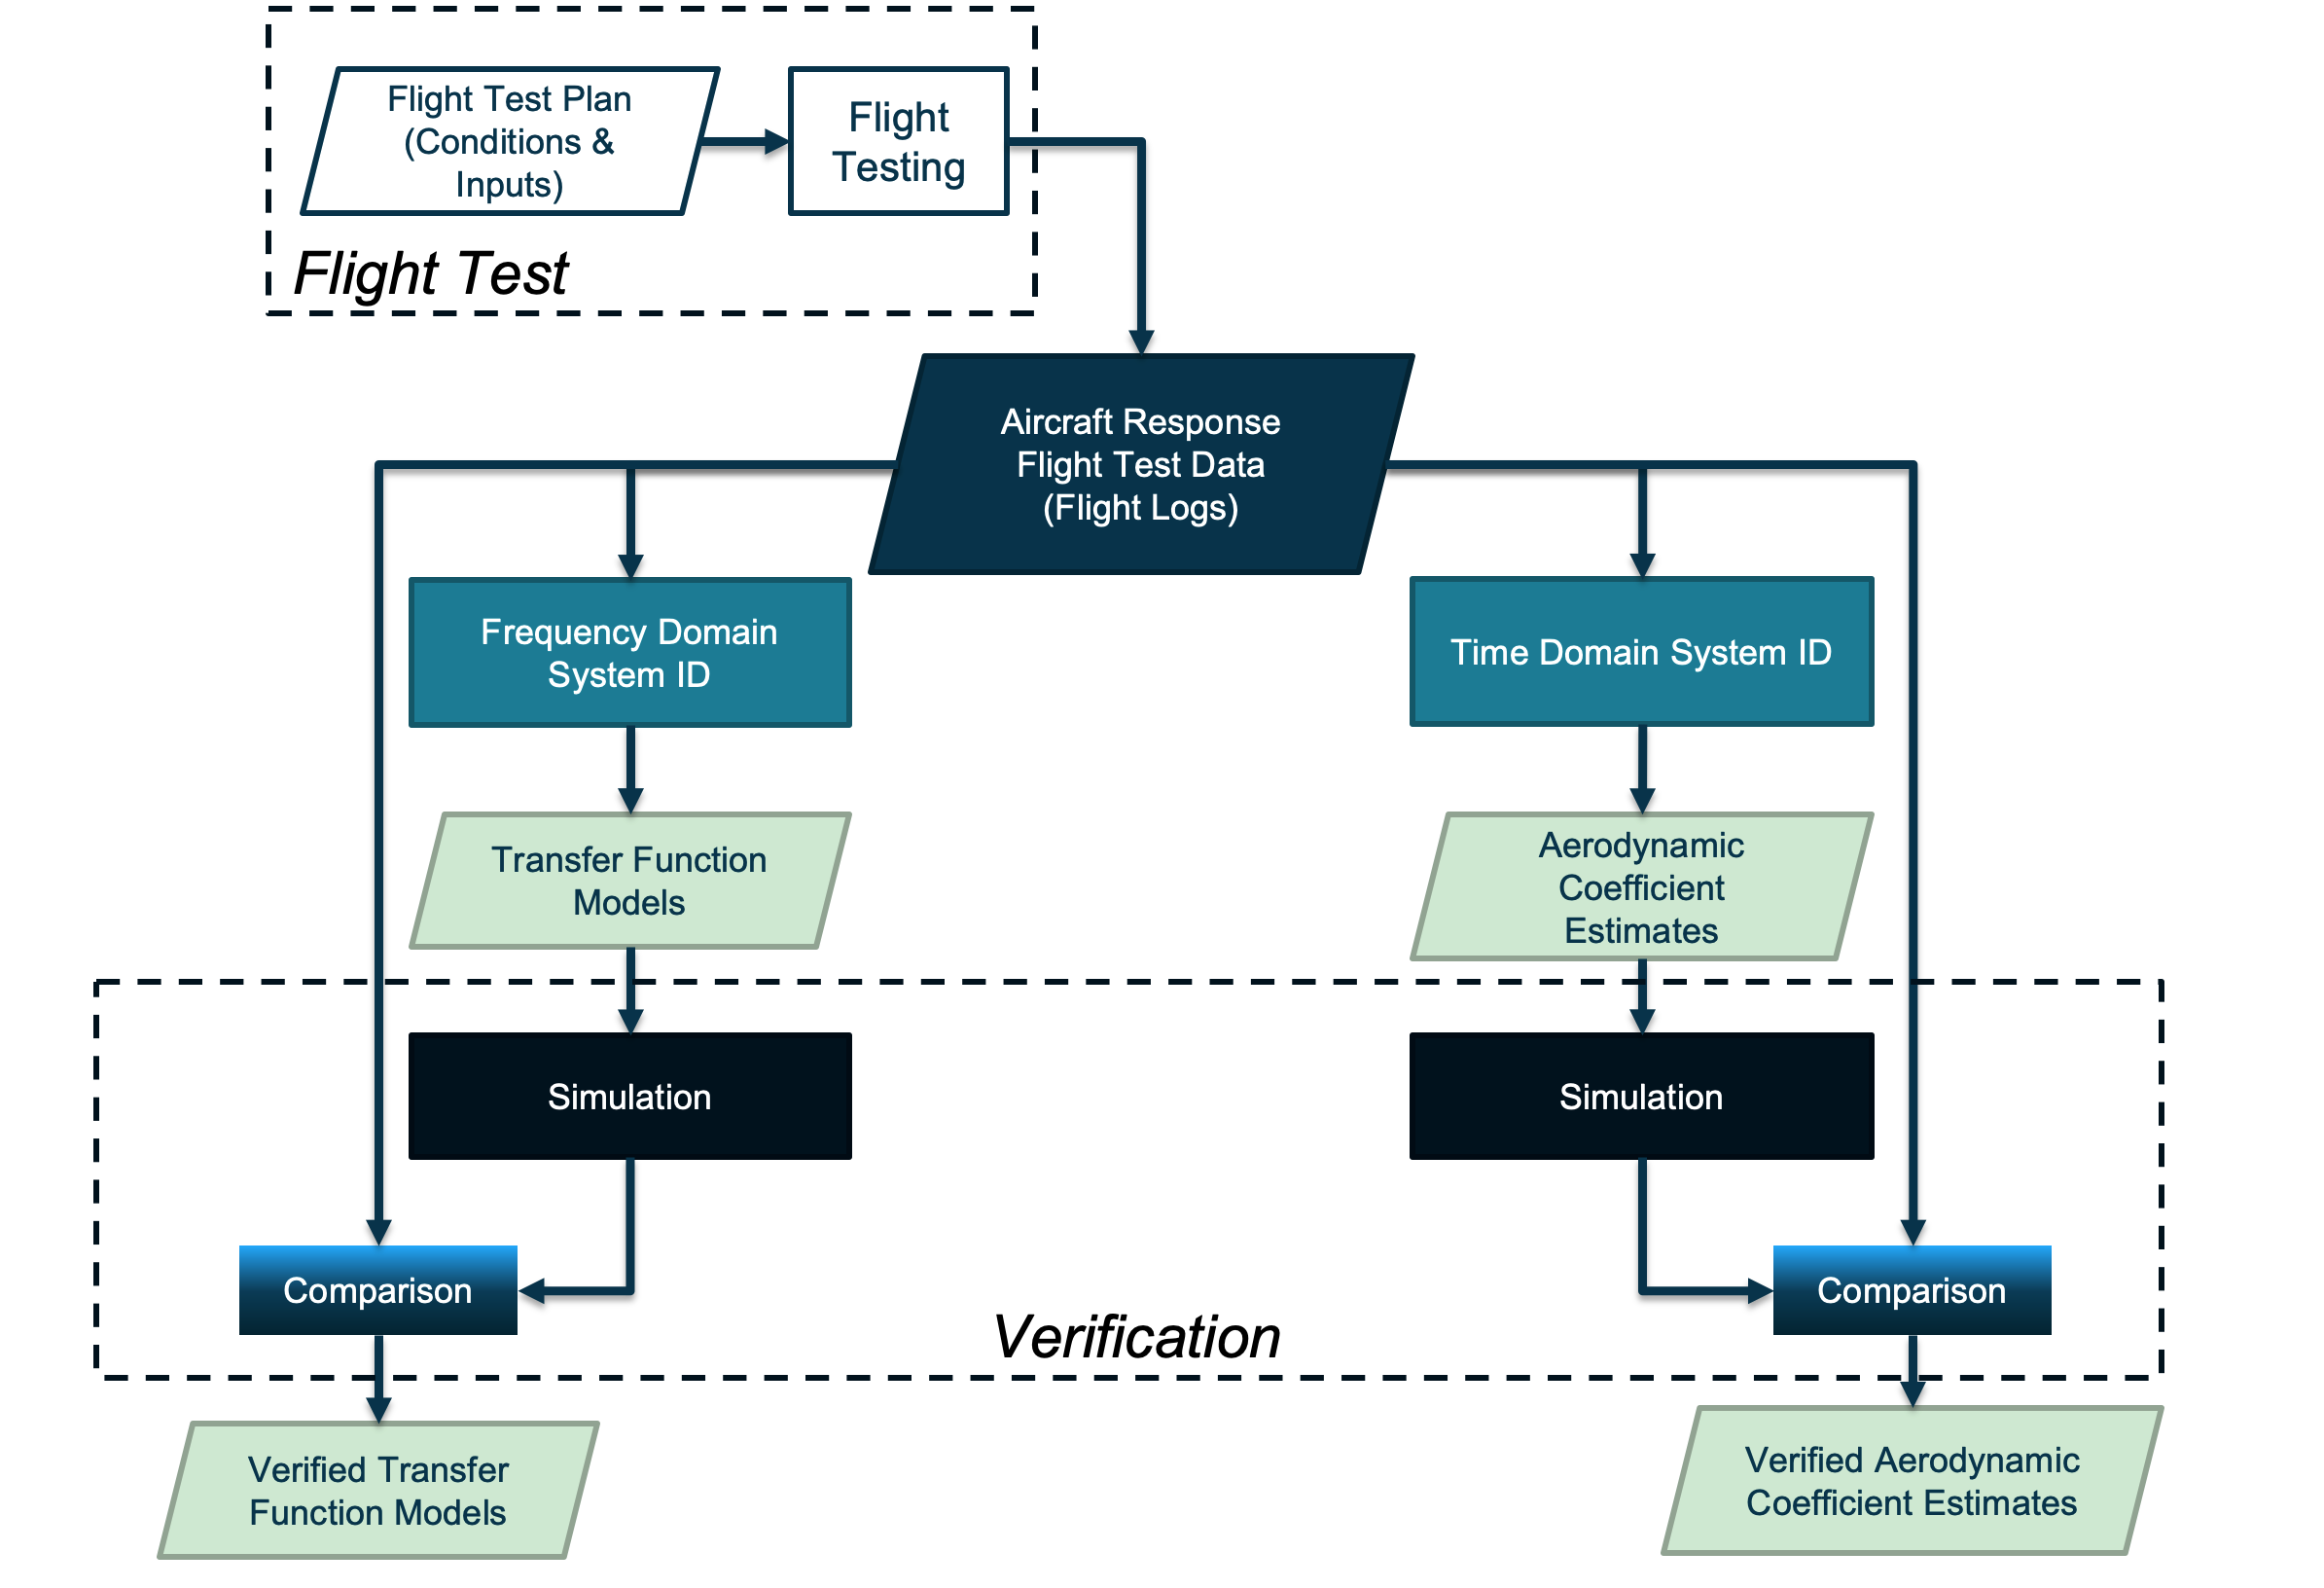 Flight Test Plan
(Conditions &
Inputs)
Flight
Testing
Flight Test
Aircraft Response
Flight Test Data
(Flight Logs)
Frequency Domain
System ID
Time Domain System ID
Transfer Function
Models
Aerodynamic
Coefficient
Estimates
Simulation
Simulation
Comparison
Comparison
Verification
Verified Transfer
Function Models
Verified Aerodynamic
Coefficient Estimates